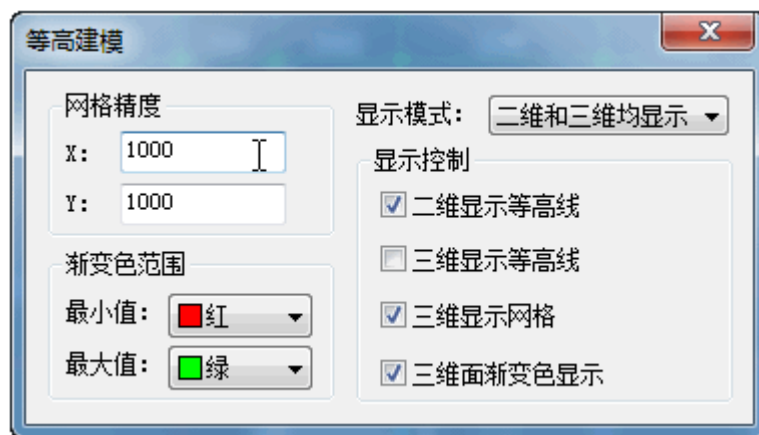 等高建模
网格精度
X: 1000
Y: 1000
渐变色范围
最小值: 红
最大值: 绿
显示模式: 二维和三维均显示
显示控制
二维显示等高线
三维显示等高线
三维显示网格
三维面渐变色显示